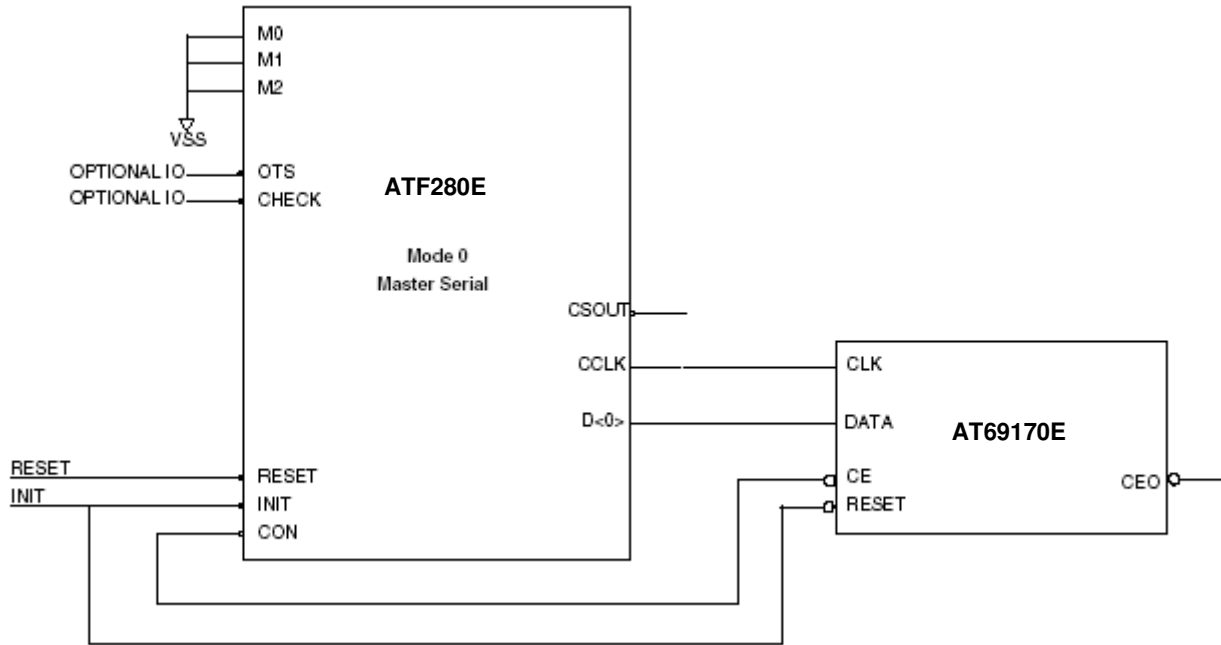 M0
M1
M2
VSS
OPTIONAL IO
OTS
OPTIONAL IO
CHECK
ATF280E
Mode 0
Master Serial
CSOUT
CCLK
D<0>
RESET
RESET
INIT
INIT
CON
CLK
DATA
AT69170E
CE
RESET
CEO